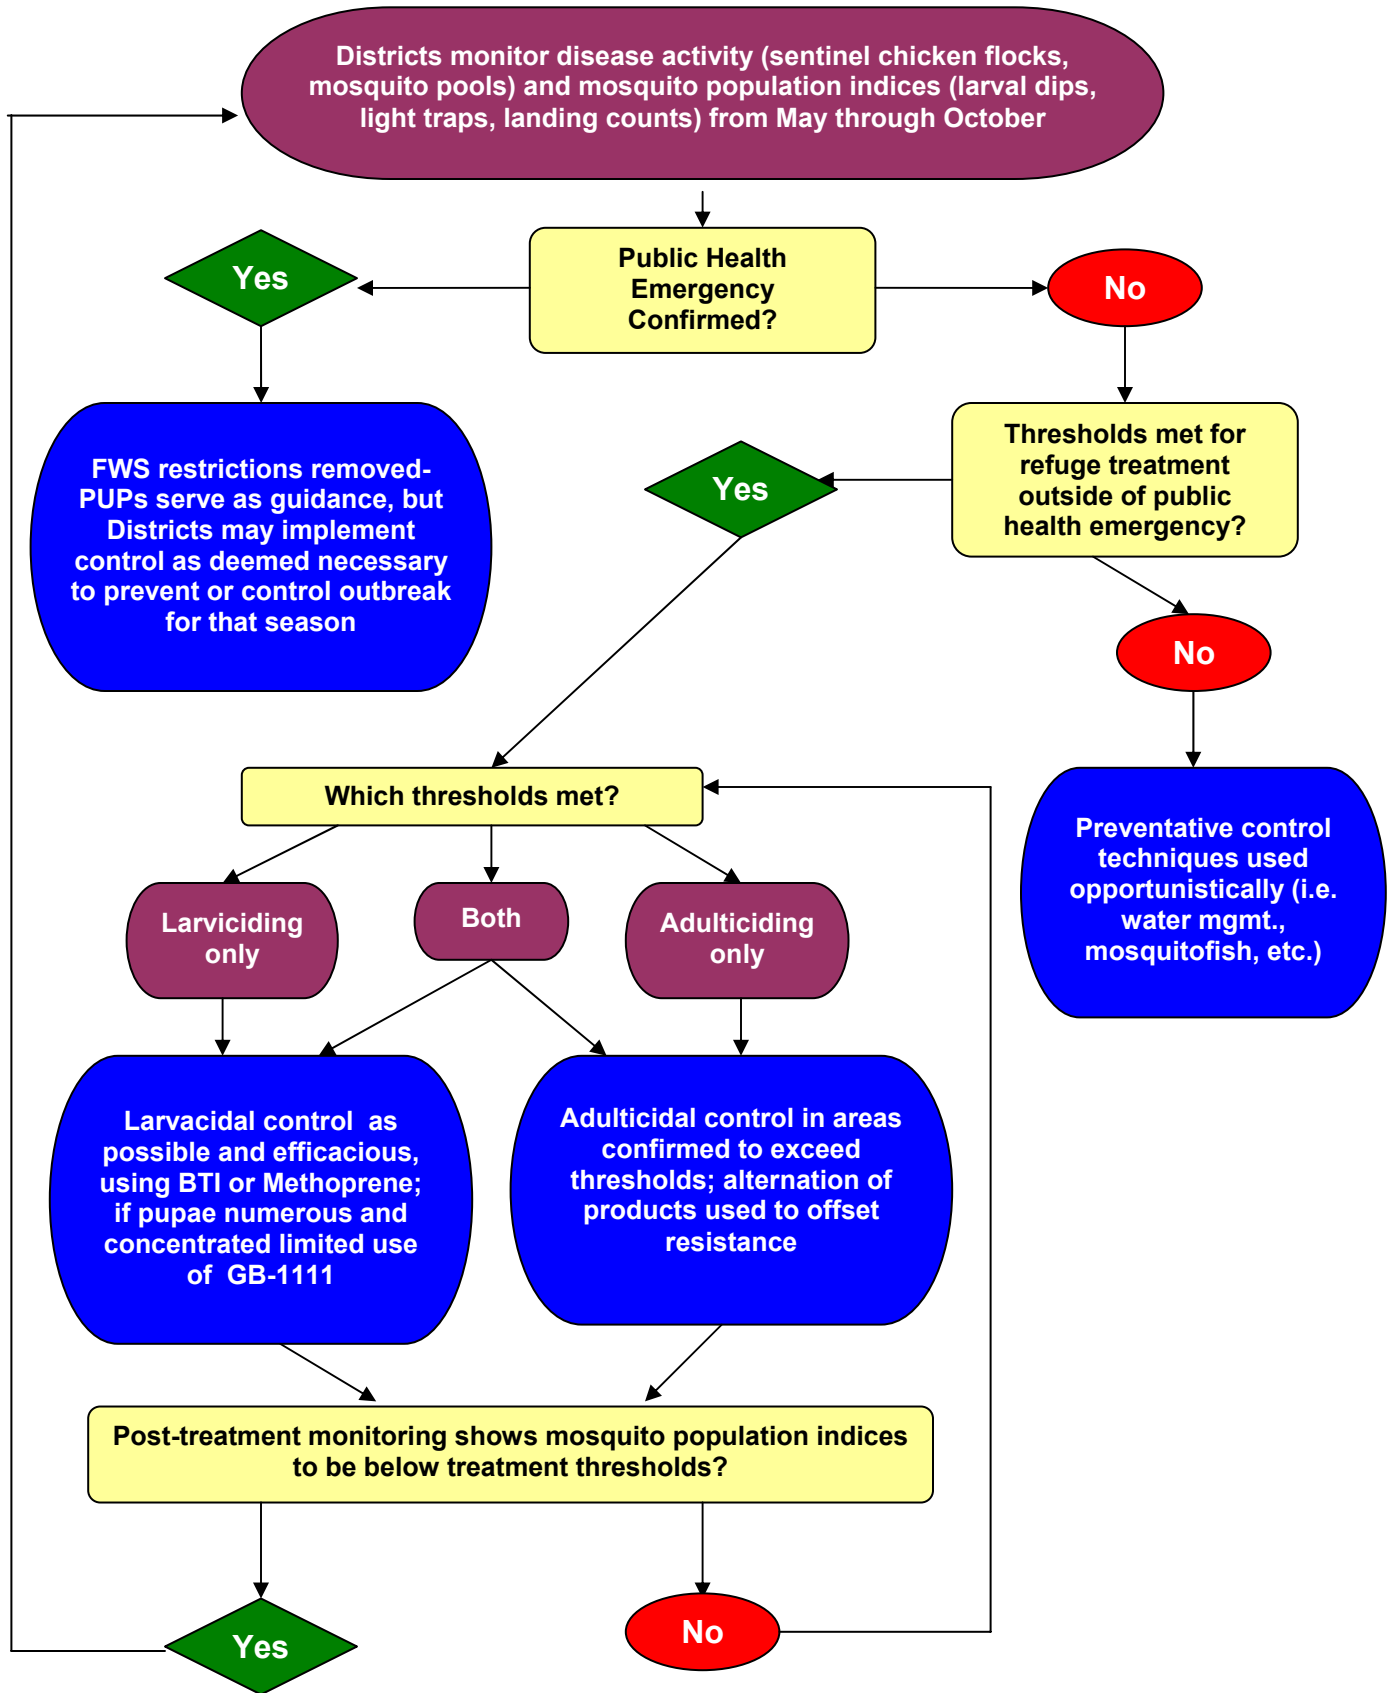 Districts monitor disease activity (sentinel chicken flocks,
mosquito pools) and mosquito population indices (larval dips,
light traps, landing counts) from May through October
Public Health
Emergency
Confirmed?
Yes
No
FWS restrictions removed-
PUPs serve as guidance, but
Districts may implement
control as deemed necessary
to prevent or control outbreak
for that season
Thresholds met for
refuge treatment
outside of public
health emergency?
Yes
No
Preventative control
techniques used
opportunistically (i.e.
water mgmt.,
mosquitofish, etc.)
Which thresholds met?
Larviciding
only
Both
Adulticiding
only
Larvacidal control  as
possible and efficacious,
using BTI or Methoprene;
if pupae numerous and
concentrated limited use
of  GB-1111
Adulticidal control in areas
confirmed to exceed
thresholds; alternation of
products used to offset
resistance
Post-treatment monitoring shows mosquito population indices
to be below treatment thresholds?
Yes
No